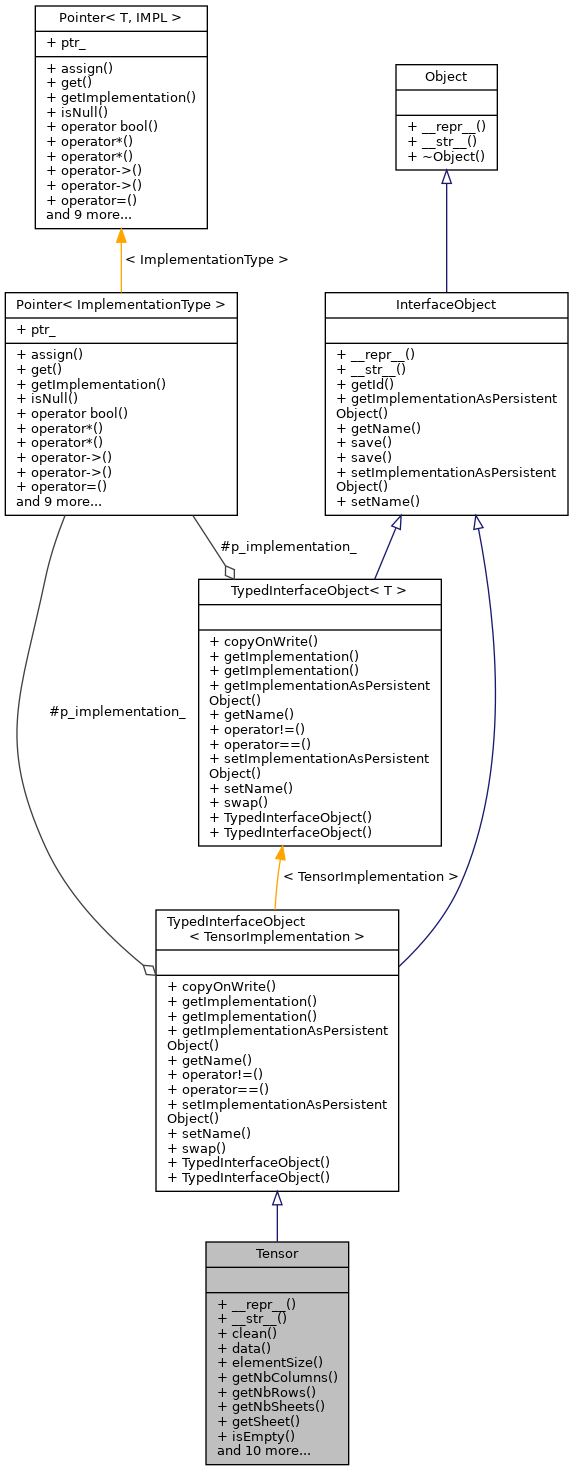 Pointer< T, IMPL >
+ ptr_
+ assign()
+ get()
+ getImplementation()
+ isNull()
+ operator bool()
+ operator*()
+ operator*()
+ operator->()
+ operator->()
+ operator=()
and 9 more...
Object
+ __repr__()
+ __str__()
+ ~Object()
< ImplementationType >
Pointer< ImplementationType >
+ ptr_
+ assign()
+ get()
+ getImplementation()
+ isNull()
+ operator bool()
+ operator*()
+ operator*()
+ operator->()
+ operator->()
+ operator=()
and 9 more...
InterfaceObject
+ __repr__()
+ __str__()
+ getId()
+ getImplementationAsPersistent
Object()
+ getName()
+ save()
+ save()
+ setImplementationAsPersistent
Object()
+ setName()
#p_implementation_
TypedInterfaceObject< T >
+ copyOnWrite()
+ getImplementation()
+ getImplementation()
+ getImplementationAsPersistent
Object()
+ getName()
+ operator!=()
+ operator==()
+ setImplementationAsPersistent
Object()
+ setName()
+ swap()
+ TypedInterfaceObject()
+ TypedInterfaceObject()
#p_implementation_
< TensorImplementation >
TypedInterfaceObject
< TensorImplementation >
+ copyOnWrite()
+ getImplementation()
+ getImplementation()
+ getImplementationAsPersistent
Object()
+ getName()
+ operator!=()
+ operator==()
+ setImplementationAsPersistent
Object()
+ setName()
+ swap()
+ TypedInterfaceObject()
+ TypedInterfaceObject()
Tensor
+ __repr__()
+ __str__()
+ clean()
+ data()
+ elementSize()
+ getNbColumns()
+ getNbRows()
+ getNbSheets()
+ getSheet()
+ isEmpty()
and 10 more...